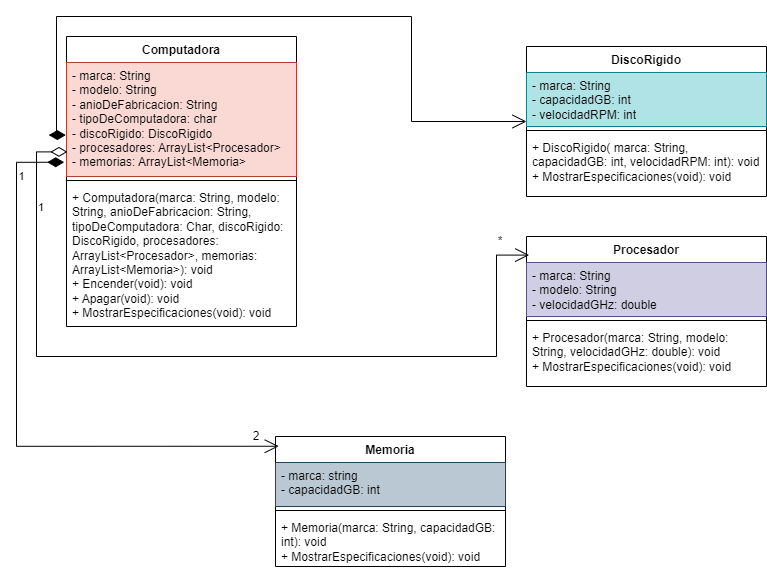 Computadora
- marca: String
- modelo: String
- anioDeFabricacion: String
- tipoDeComputadora: char
- discoRigido: DiscoRigido
- procesadores: ArrayList<Procesador>
- memorias: ArrayList<Memoria>
+ Computadora(marca: String, modelo:
String, anioDeFabricacion: String,
tipoDeComputadora: Char, discoRigido:
DiscoRigido, procesadores:
ArrayList<Procesador>, memorias:
ArrayList<Memoria>): void
+ Encender(void): void
+ Apagar(void): void
+ MostrarEspecificaciones(void): void
1
1
DiscoRigido
- marca: String
- capacidadGB: int
- velocidadRPM: int
+ DiscoRigido( marca: String,
capacidadGB: int, velocidadRPM: int): void
+ MostrarEspecificaciones(void): void
*
Procesador
- marca: String
- modelo: String
- velocidadGHz: double
+ Procesador(marca: String, modelo:
String, velocidadGHz: double): void
+ MostrarEspecificaciones(void): void
2
Memoria
- marca: string
- capacidadGB: int
+ Memoria(marca: String, capacidadGB:
int): void
+ MostrarEspecificaciones(void): void